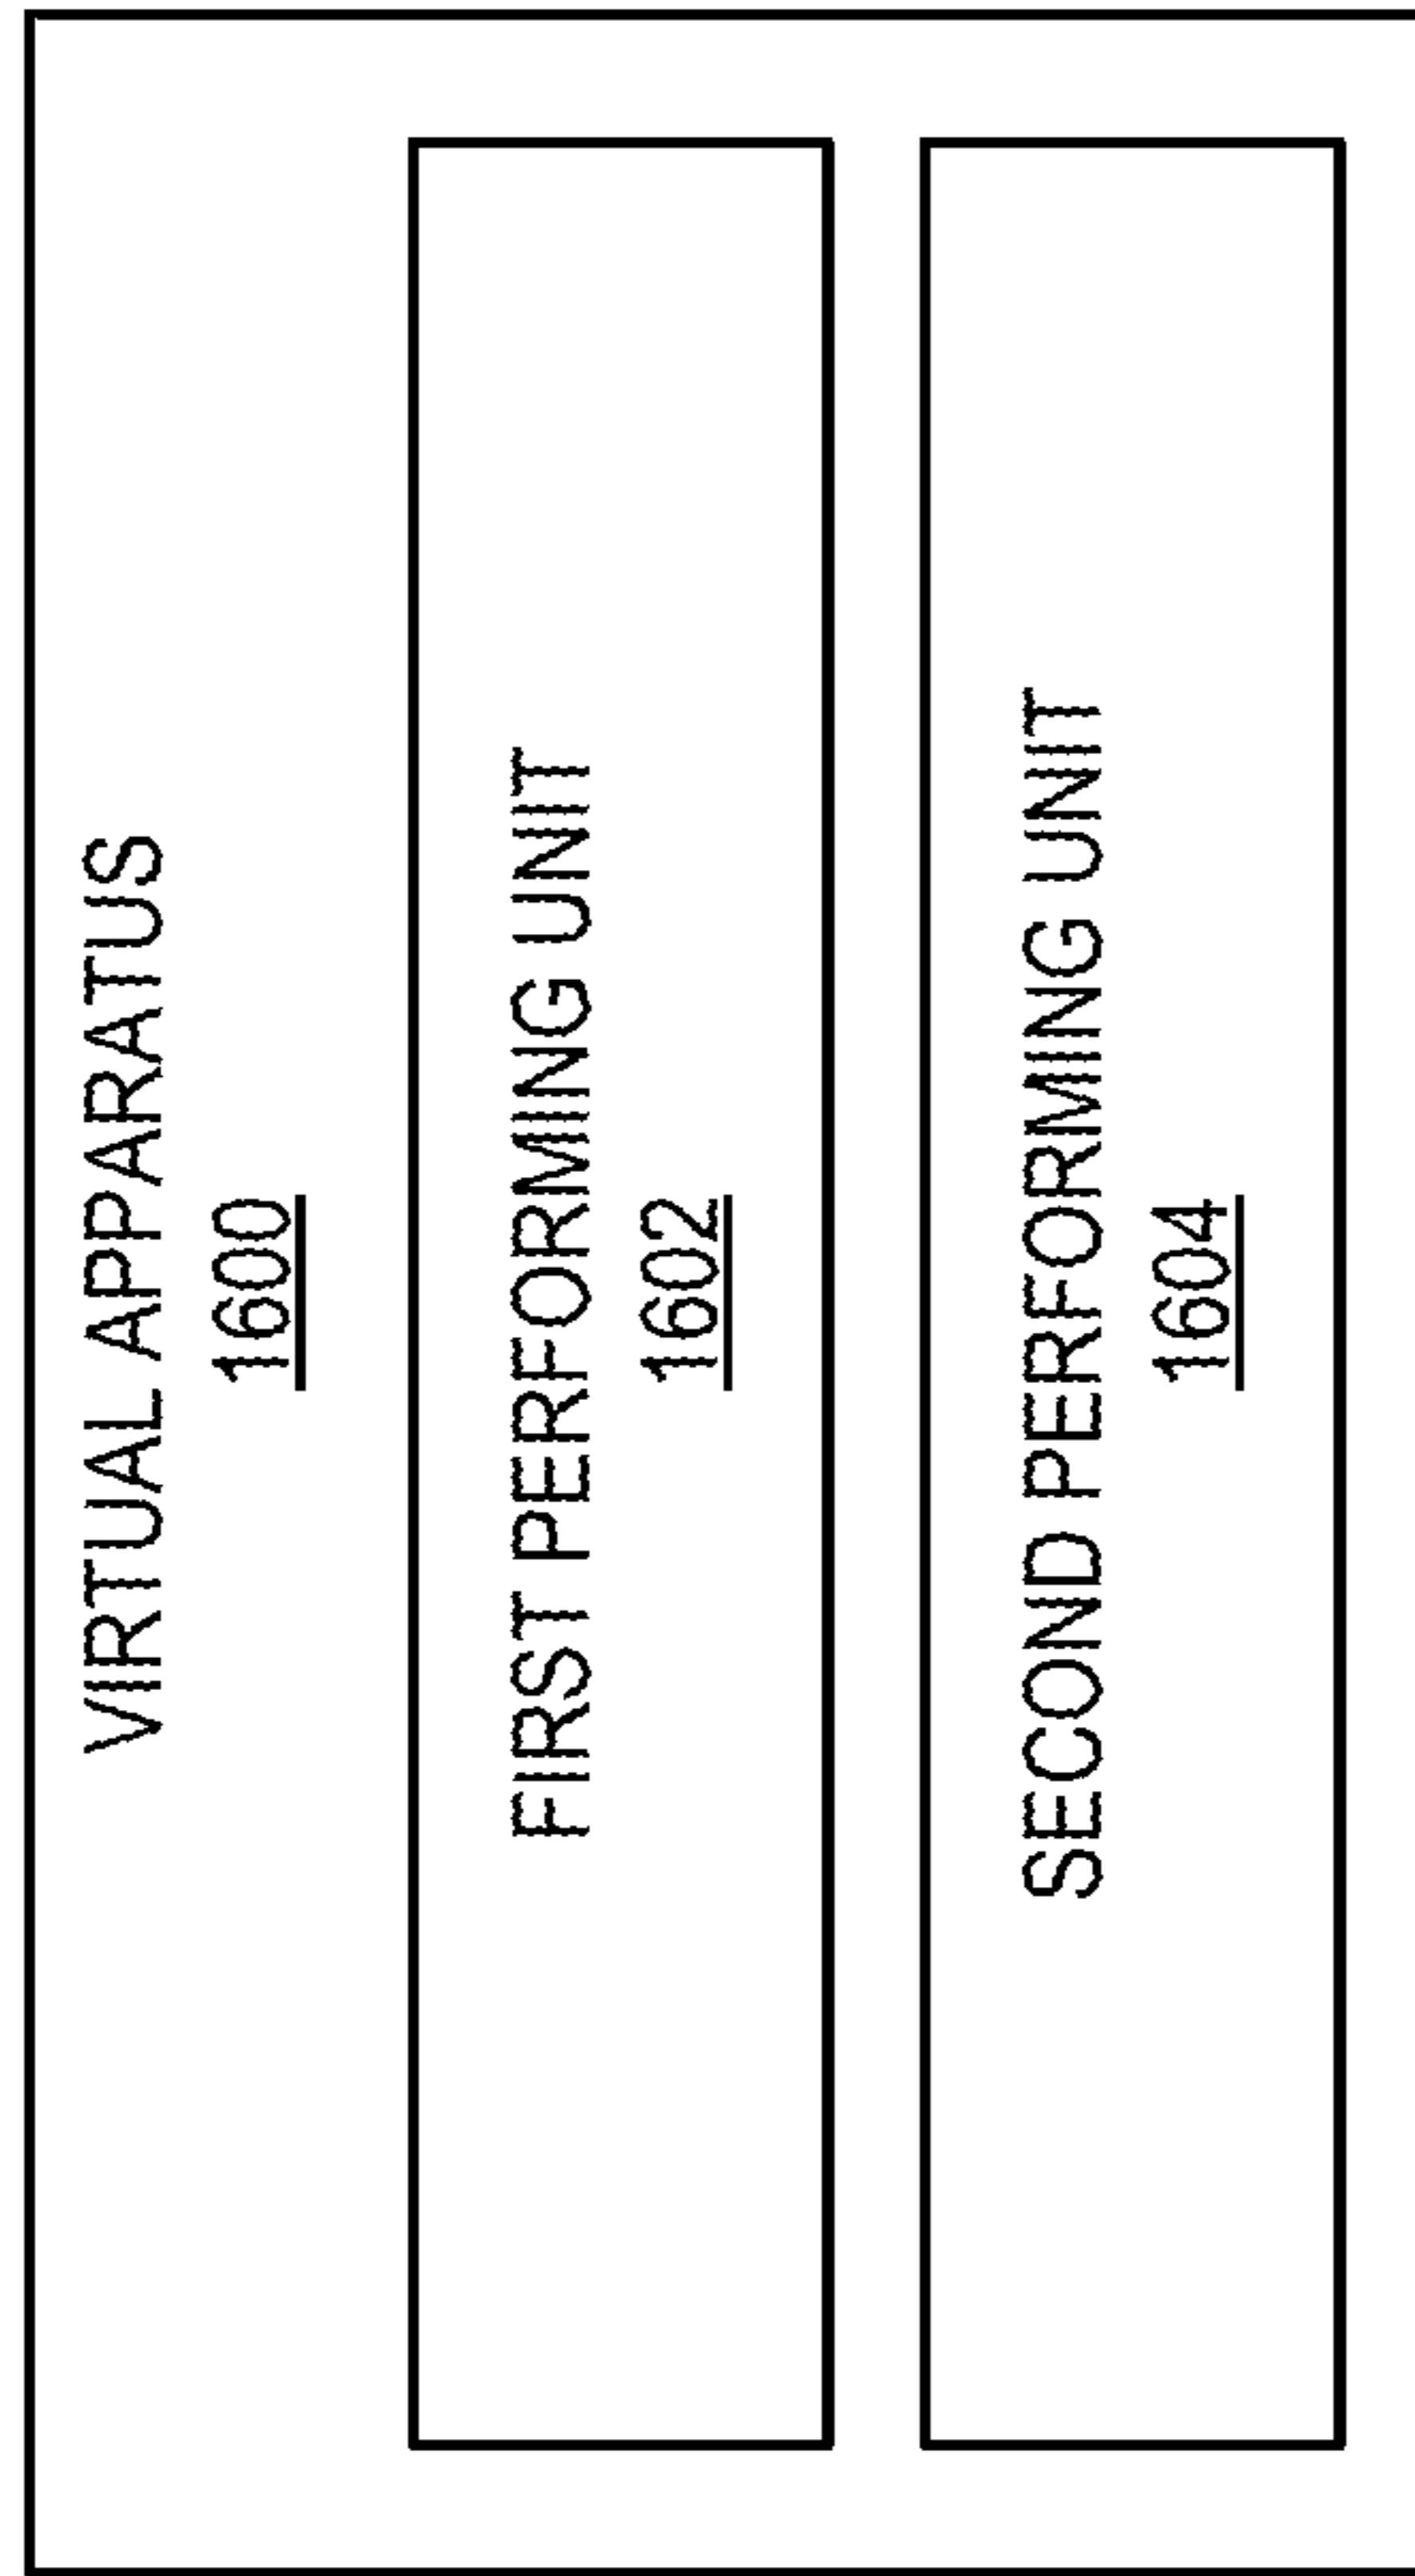 VIRTUAL APPARATUS
1600
FIRST PERFORMING UNIT
1602
SECOND PERFORMING UNIT
1604